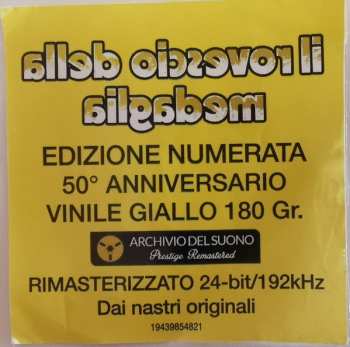 il rovescio della
medaglia
EDIZIONE NUMERATA
50° ANNIVERSARIO
VINILE GIALLO 180 Gr.
ARCHIVIO DEL SUONO
Prestige Remastered
RIMASTERIZZATO 24-bit/192kHz
Dai nastri originali
19439854821